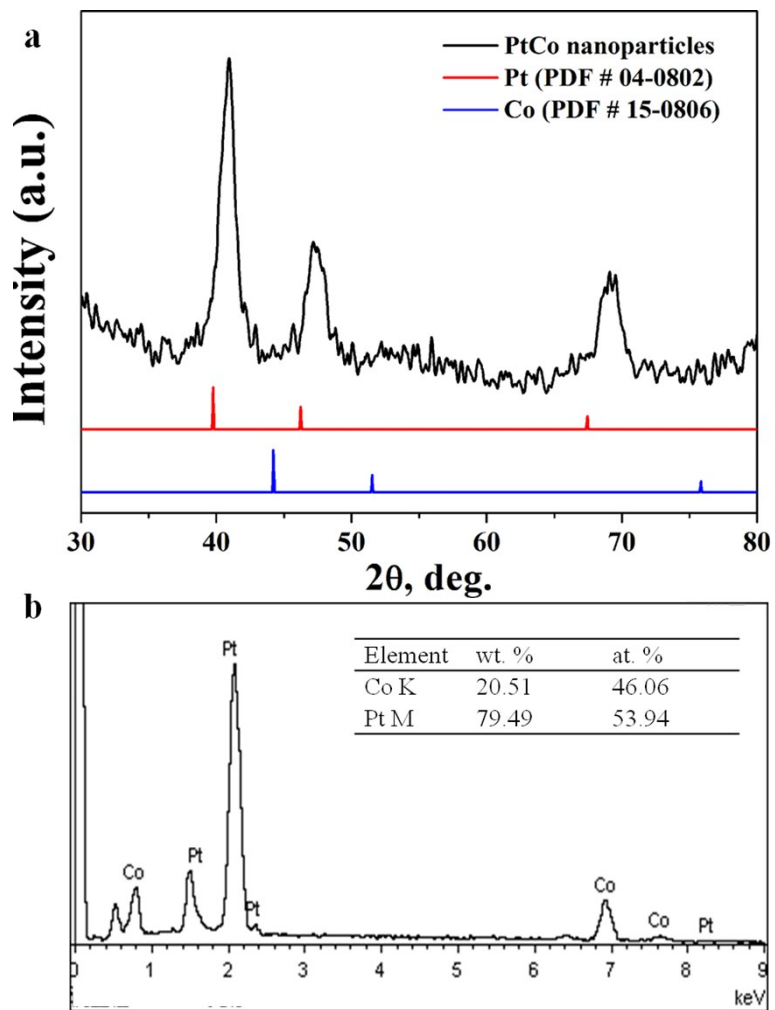 a
PtCo nanoparticles
Pt (PDF # 04-0802)
Co (PDF # 15-0806)
Intensity (a.u.)
30 40 50 60 70 80
2θ, deg.
b
Element wt. % at. %
Co K 20.51 46.06
Pt M 79.49 53.94
Pt
Co
Pt
Pt
Co
Co
Pt
0 1 2 3 4 5 6 7 8 9
keV